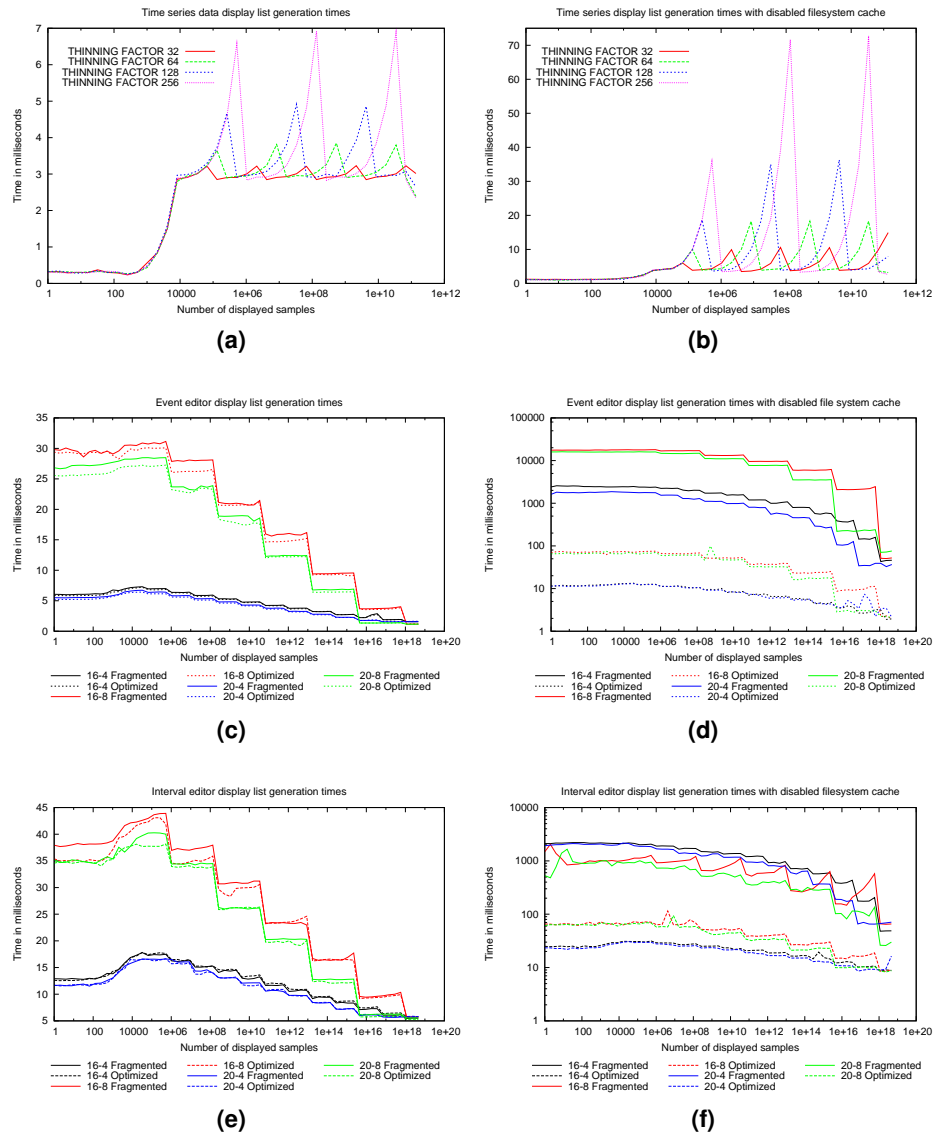 Time series data display list generation times
7
6
5
4
3
2
1
0
Time in milliseconds
THINNING FACTOR 32
THINNING FACTOR 64
THINNING FACTOR 128
THINNING FACTOR 256
1 100 10000 1e+06 1e+08 1e+10 1e+12
Number of displayed samples
(a)
Time series display list generation times with disabled filesystem cache
70
60
50
40
30
20
10
0
Time in milliseconds
THINNING FACTOR 32
THINNING FACTOR 64
THINNING FACTOR 128
THINNING FACTOR 256
1 100 10000 1e+06 1e+08 1e+10 1e+12
Number of displayed samples
(b)
Event editor display list generation times
35
30
25
20
15
10
5
0
Time in milliseconds
1 100 10000 1e+06 1e+08 1e+10 1e+12 1e+14 1e+16 1e+18 1e+20
Number of displayed samples
16-4 Fragmented
16-4 Optimized
16-8 Fragmented
16-8 Optimized
20-4 Fragmented
20-4 Optimized
20-8 Fragmented
20-8 Optimized
(c)
Event editor display list generation times with disabled file system cache
100000
10000
1000
100
10
1
Time in milliseconds
1 100 10000 1e+06 1e+08 1e+10 1e+12 1e+14 1e+16 1e+18 1e+20
Number of displayed samples
16-4 Fragmented
16-4 Optimized
16-8 Fragmented
16-8 Optimized
20-4 Fragmented
20-4 Optimized
20-8 Fragmented
20-8 Optimized
(d)
Interval editor display list generation times
45
40
35
30
25
20
15
10
5
Time in milliseconds
1 100 10000 1e+06 1e+08 1e+10 1e+12 1e+14 1e+16 1e+18 1e+20
Number of displayed samples
16-4 Fragmented
16-4 Optimized
16-8 Fragmented
16-8 Optimized
20-4 Fragmented
20-4 Optimized
20-8 Fragmented
20-8 Optimized
(e)
Interval editor display list generation times with disabled filesystem cache
10000
1000
100
10
1
Time in milliseconds
1 100 10000 1e+06 1e+08 1e+10 1e+12 1e+14 1e+16 1e+18 1e+20
Number of displayed samples
16-4 Fragmented
16-4 Optimized
16-8 Fragmented
16-8 Optimized
20-4 Fragmented
20-4 Optimized
20-8 Fragmented
20-8 Optimized
(f)